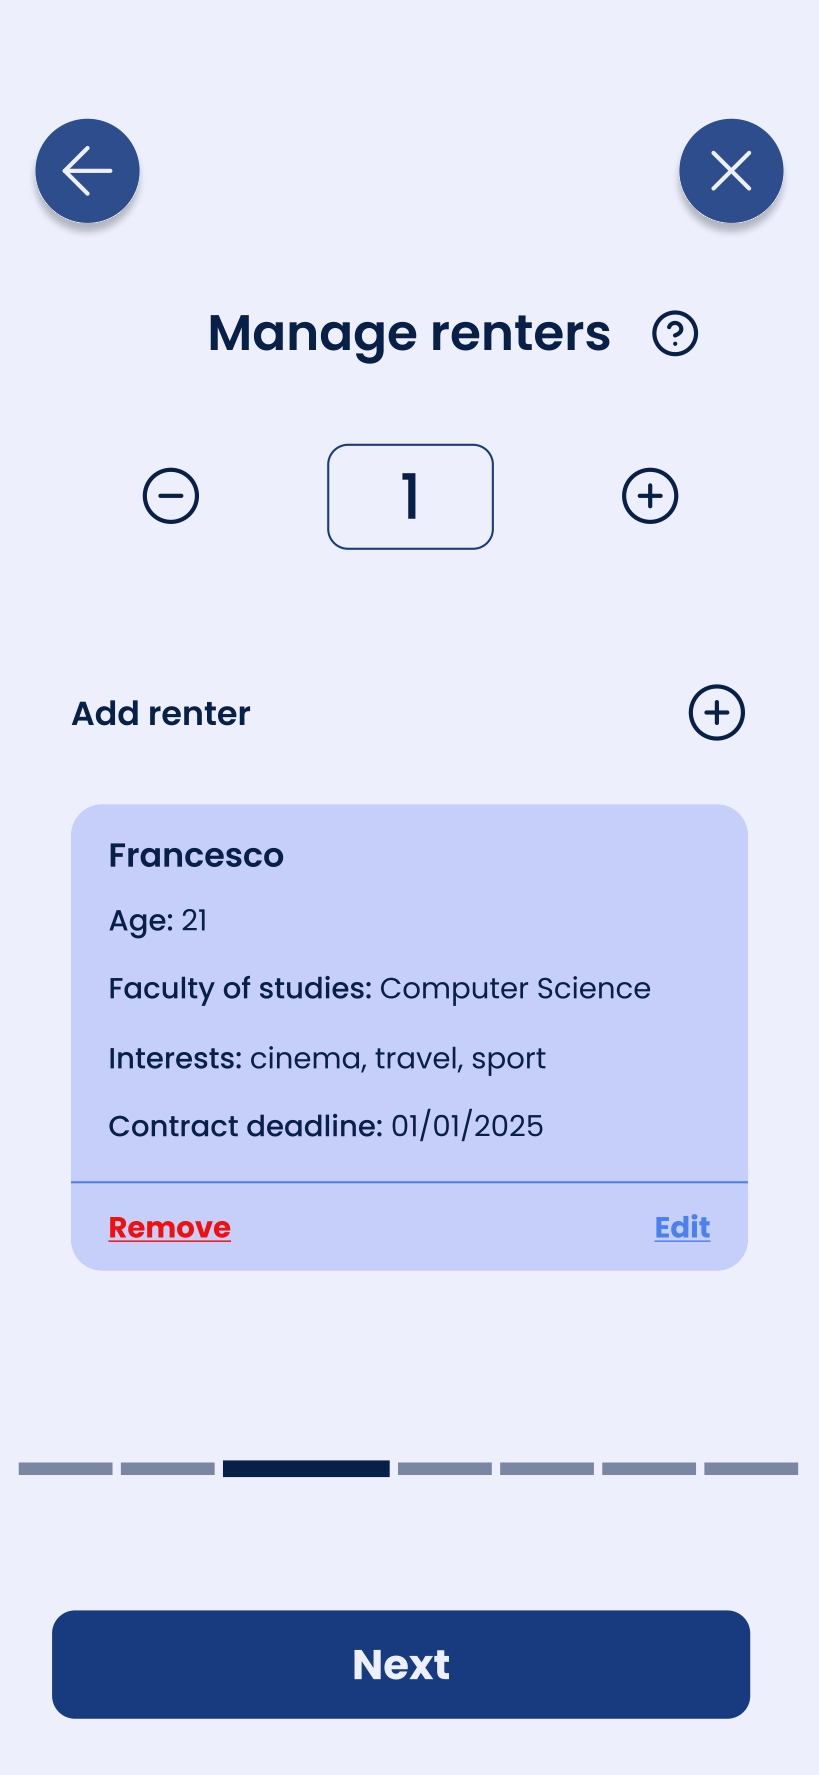 Manage renters
1
Add renter
Francesco
Age: 21
Faculty of studies: Computer Science
Interests: cinema, travel, sport
Contract deadline: 01/01/2025
Remove Edit
Next